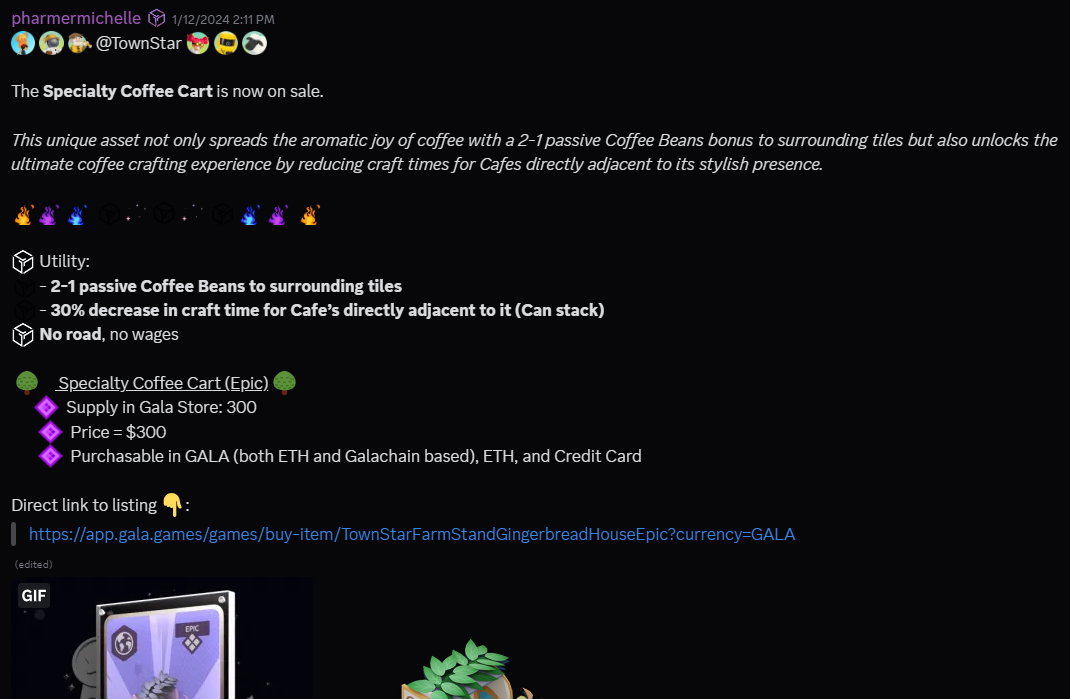 pharmermichelle 1/12/2024 2:11 PM
@TownStar
The Specialty Coffee Cart is now on sale.
This unique asset not only spreads the aromatic joy of coffee with a 2-1 passive Coffee Beans bonus to surrounding tiles but also unlocks the
ultimate coffee crafting experience by reducing craft times for Cafes directly adjacent to its stylish presence.
Utility:
- 2-1 passive Coffee Beans to surrounding tiles
- 30% decrease in craft time for Cafe's directly adjacent to it (Can stack)
No road, no wages
Specialty Coffee Cart (Epic)
Supply in Gala Store: 300
Price = $300
Purchasable in GALA (both ETH and Galachain based), ETH, and Credit Card
Direct link to listing :
https://app.gala.games/games/buy-item/TownStarFarmStandGingerbreadHouseEpic?currency=GALA
(edited)
GIF
EPIC